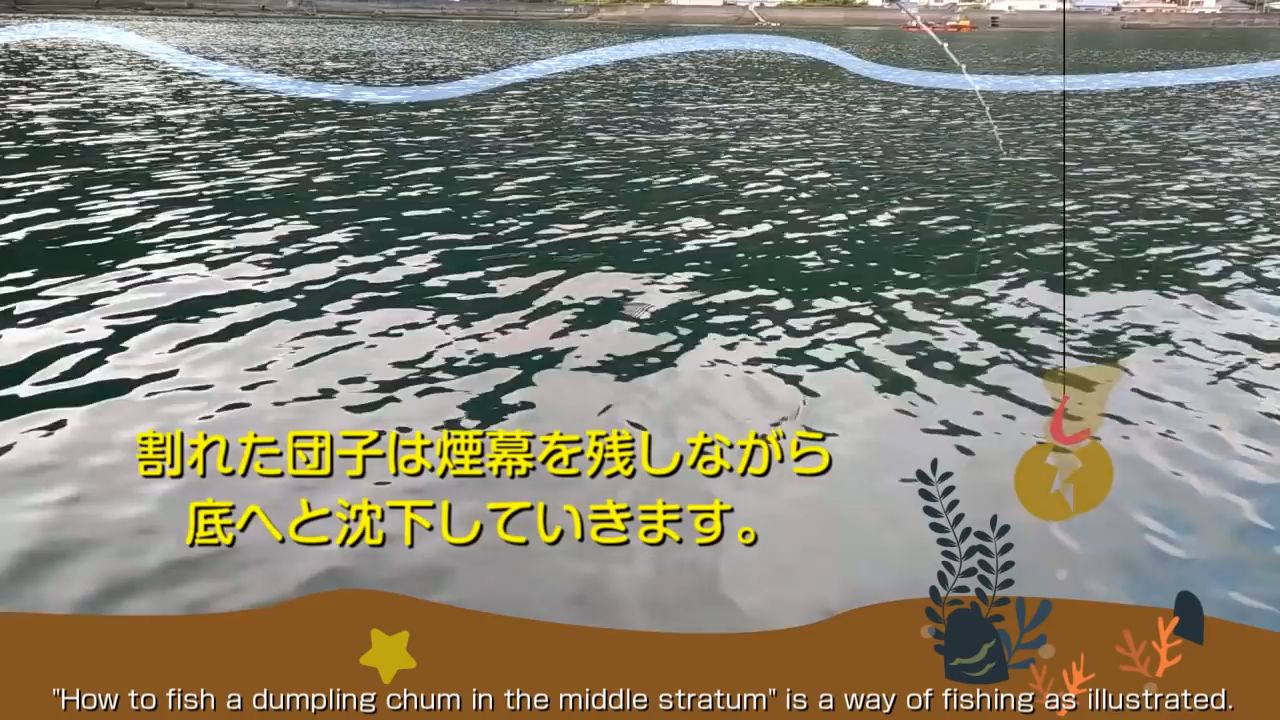 割れた団子は煙幕を残しながら
底へと沈下していきます。
"How to fish a dumpling chum in the middle stratum" is a way of fishing as illustrated.